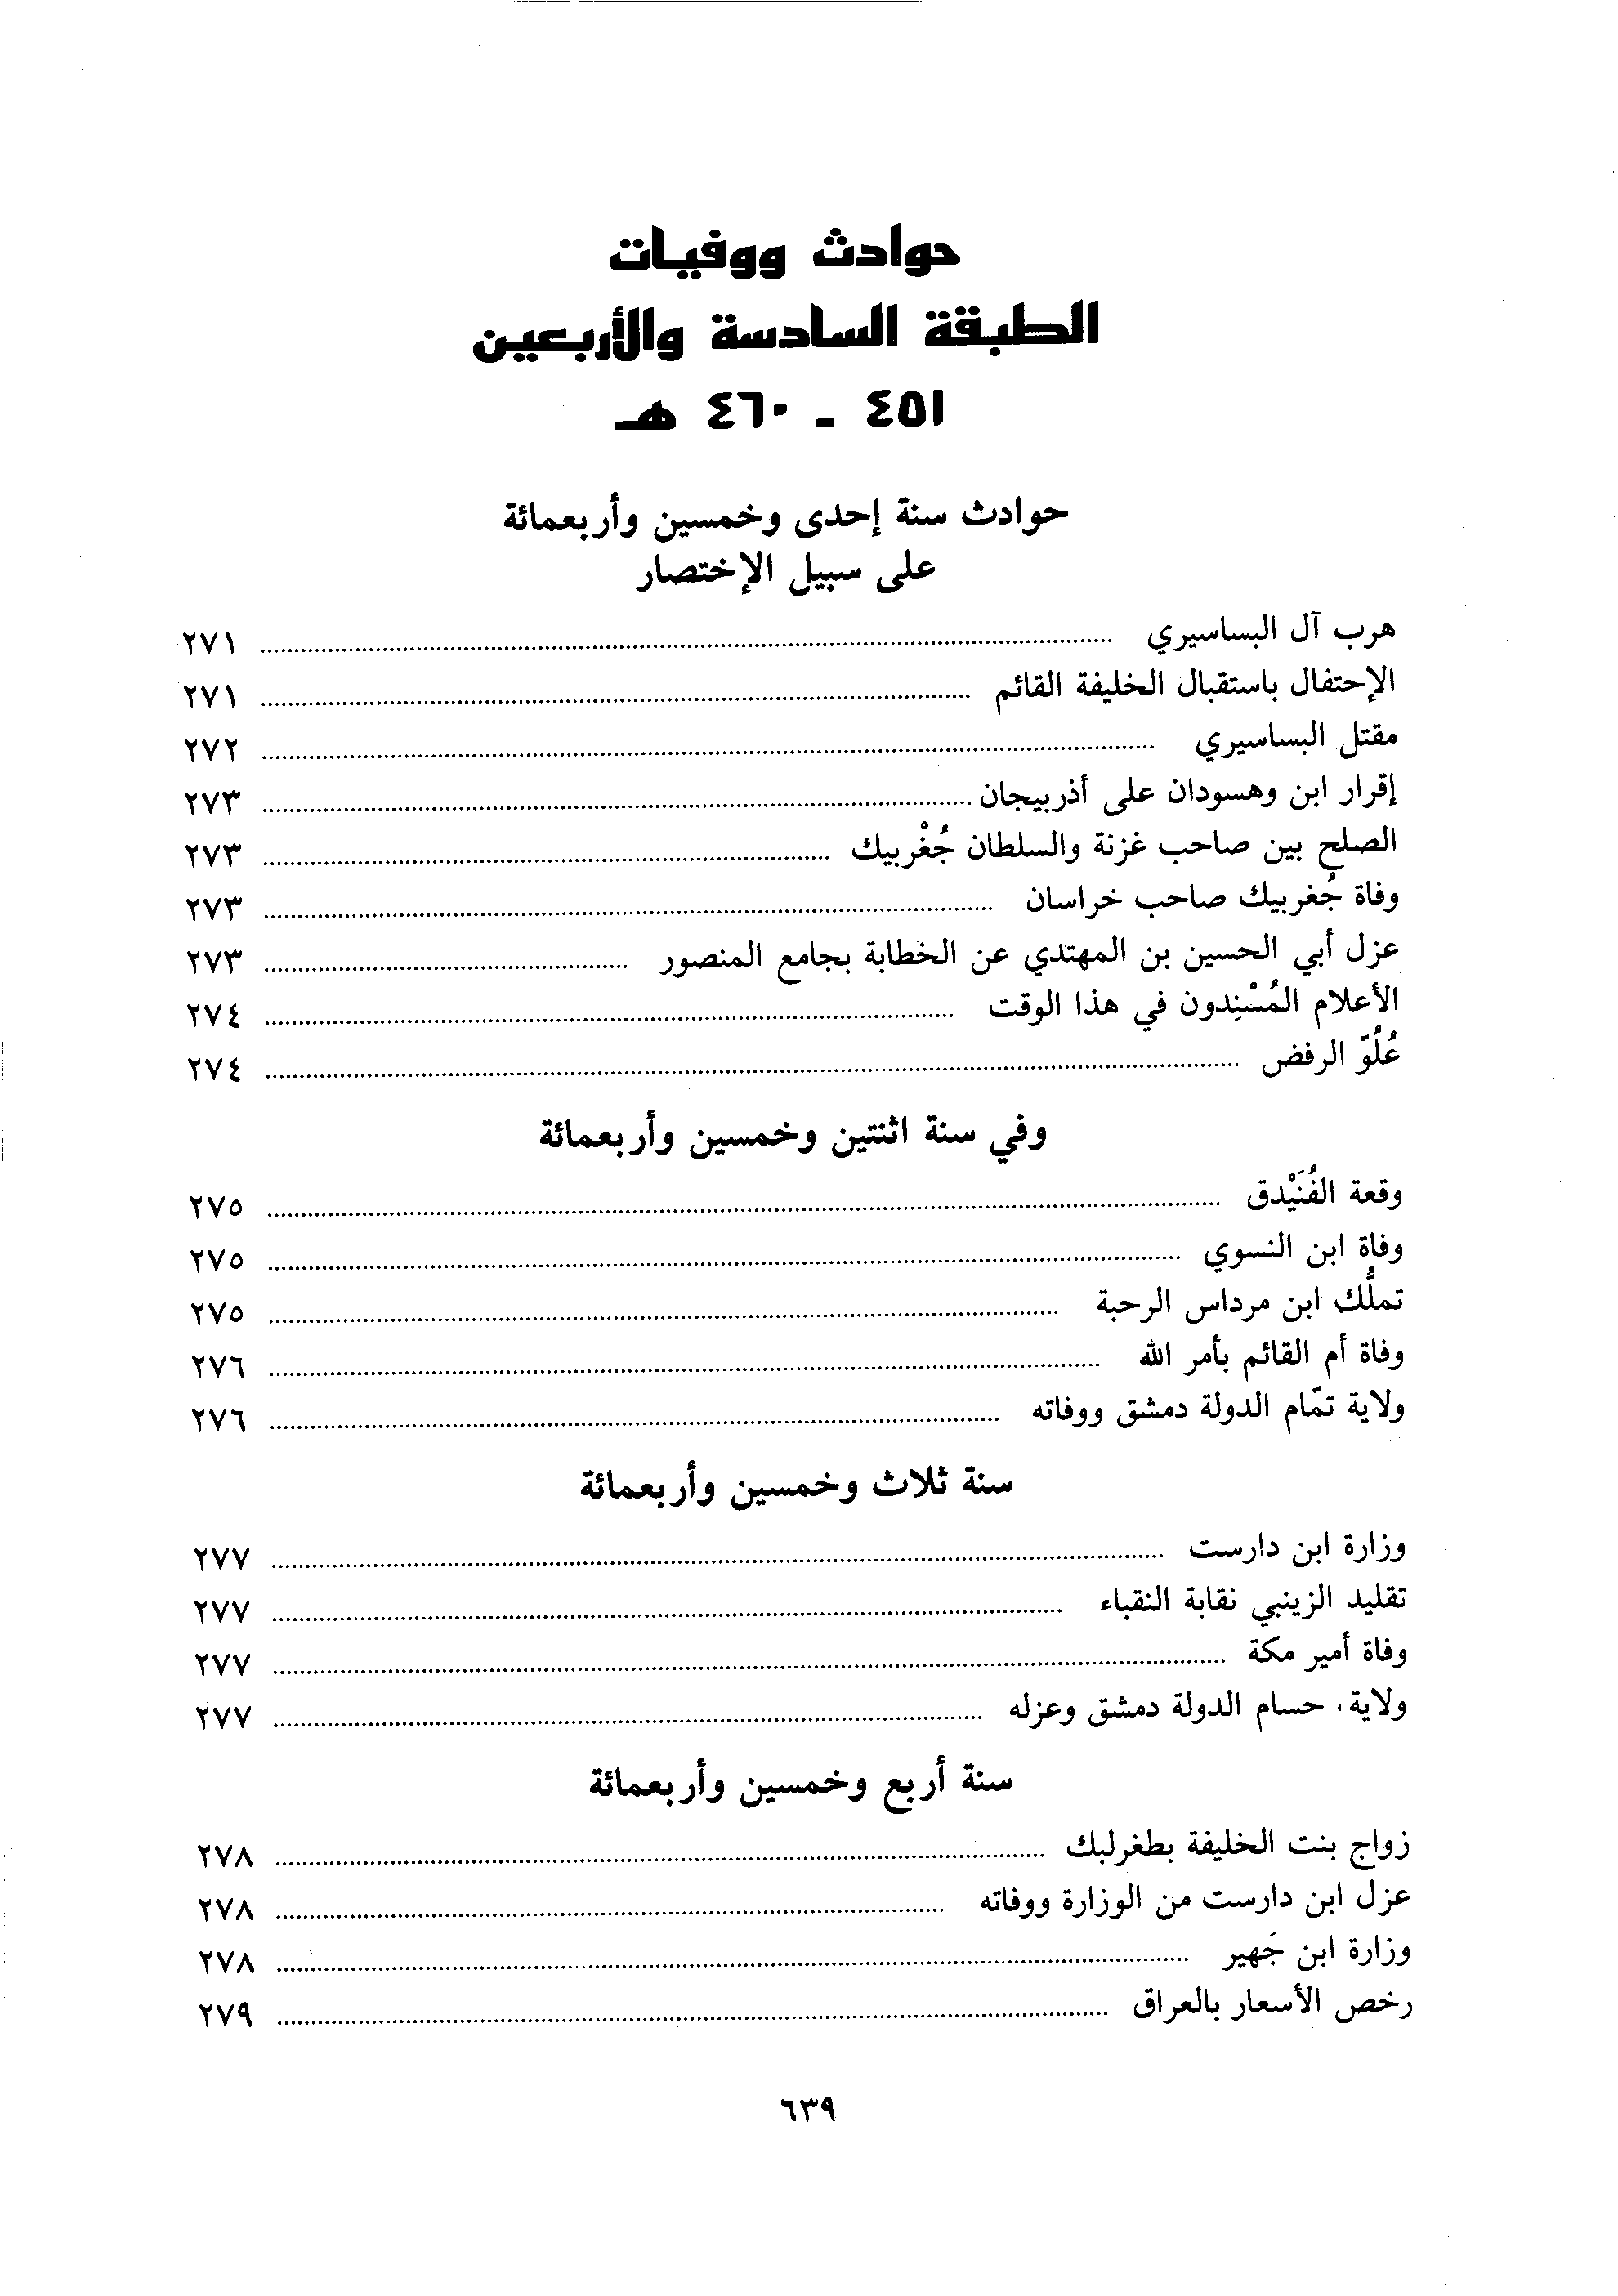 حوادث ووفيات
الطبقة السادسة والأربعين
٤٥١ - ٤٦٠ هـ
حوادث سنة إحدى وخمسين وأربعمائة
على سبيل الإختصار
هرب آل البساسيري ........ ٢٧١
الإحتفال باستقبال الخليفة القائم ........ ٢٧١
مقتل البساسيري ........ ٢٧٢
إقرار ابن وهسودان على أذربيجان ........ ٢٧٣
الصلح بين صاحب غزنة والسلطان جُغْربيك ........ ٢٧٣
وفاة جُغربيك صاحب خراسان ........ ٢٧٣
عزل أبي الحسين بن المهتدي عن الخطابة بجامع المنصور ........ ٢٧٣
الأعلام المُسْنِدون في هذا الوقت ........ ٢٧٤
عُلُوّ الرفض ........ ٢٧٤
وفي سنة اثنتين وخمسين وأربعمائة
وقعة الفُنَيْدق ........ ٢٧٥
وفاة ابن النسوي ........ ٢٧٥
تملُّك ابن مرداس الرحبة ........ ٢٧٥
وفاة أم القائم بأمر الله ........ ٢٧٦
ولاية تمّام الدولة دمشق ووفاته ........ ٢٧٦
سنة ثلاث وخمسين وأربعمائة
وزارة ابن دارست ........ ٢٧٧
تقليد الزينبي نقابة النقباء ........ ٢٧٧
وفاة أمير مكة ........ ٢٧٧
ولاية، حسام الدولة دمشق وعزله ........ ٢٧٧
سنة أربع وخمسين وأربعمائة
زواج بنت الخليفة بطغرلبك ........ ٢٧٨
عزل ابن دارست من الوزارة ووفاته ........ ٢٧٨
وزارة ابن جَهير ........ ٢٧٨
رخص الأسعار بالعراق ........ ٢٧٩
٦٣٩